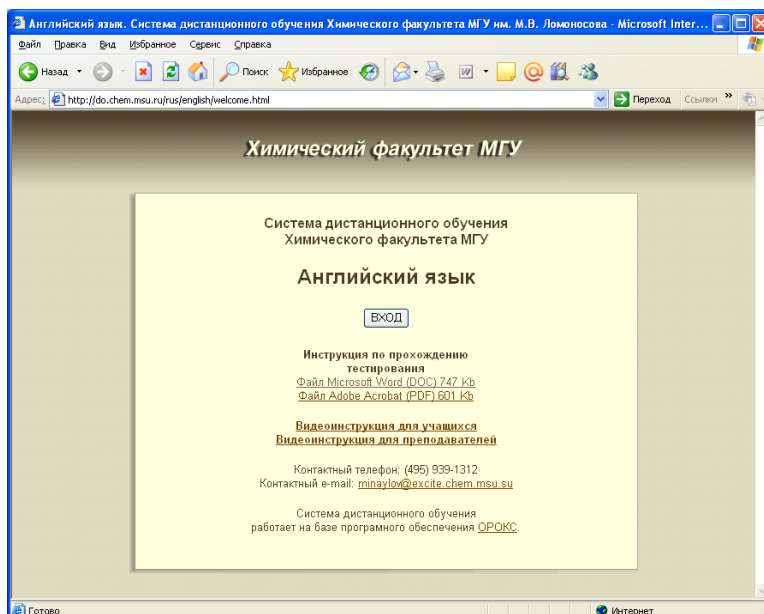 Английский язык. Система дистанционного обучения Химического факультета МГУ им. М.В. Ломоносова - Microsoft Inter...
Файл Правка Вид Избранное Сервис Справка
Назад Поиск Избранное
Адрес: http://do.chem.msu.ru/rus/english/welcome.html Переход Ссылки »
Химический факультет МГУ
Система дистанционного обучения
Химического факультета МГУ
Английский язык
ВХОД
Инструкция по прохождению
тестирования
Файл Microsoft Word (DOC) 747 Kb
Файл Adobe Acrobat (PDF) 601 Kb
Видеоинструкция для учащихся
Видеоинструкция для преподавателей
Контактный телефон: (495) 939-1312
Контактный e-mail: minaylov@excite.chem.msu.su
Система дистанционного обучения
работает на базе програмного обеспечения ОРОКС.
Готово Интернет